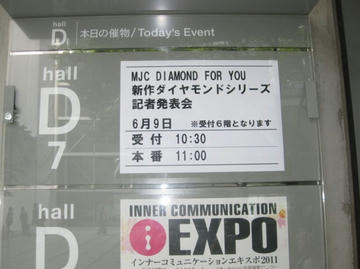 hall
D
本日の催物/Today's Event
hall
D
7
MJC DIAMOND FOR YOU
新作ダイヤモンドシリーズ
記者発表会
6月9日 ※受付6階となります
受 付 10:30
本 番 11:00
hall
D
INNER COMMUNICATION
EXPO
インナーコミュニケーションエキスポ2011